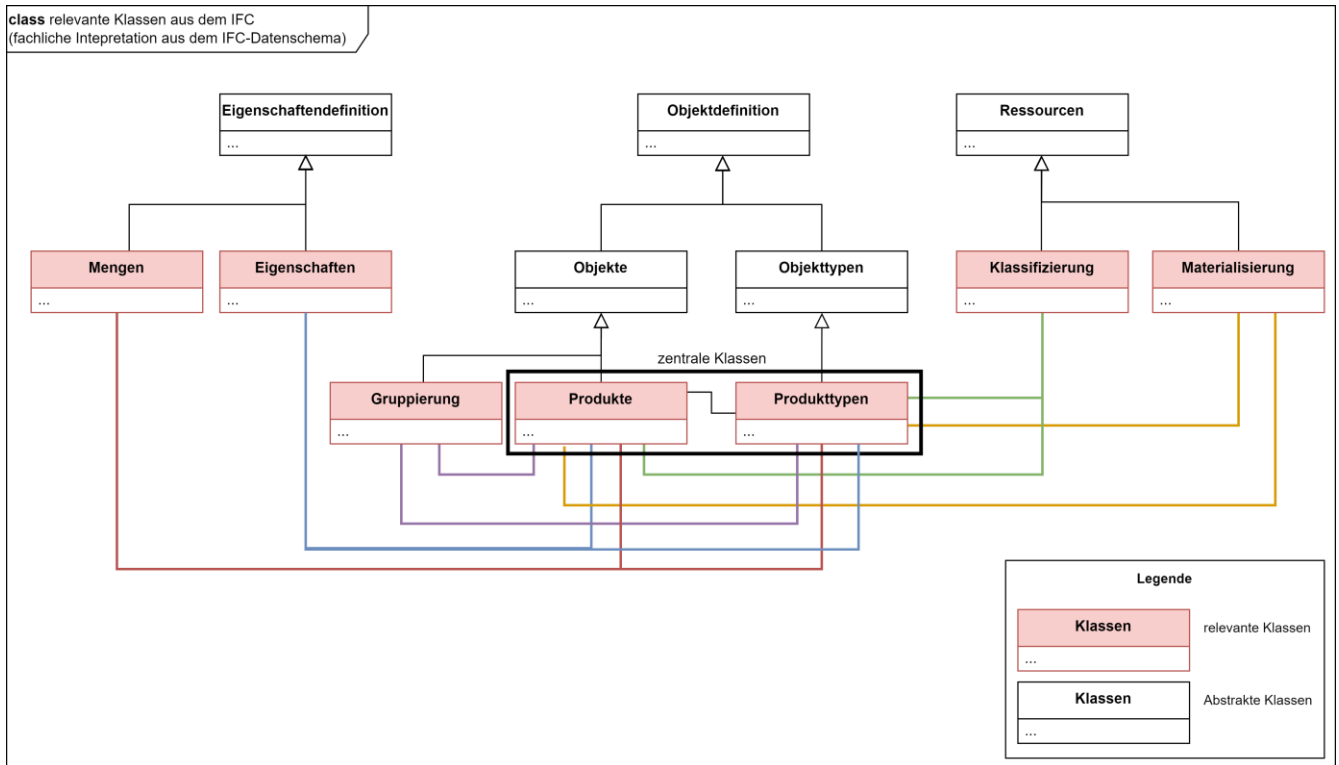 class relevante Klassen aus dem IFC
(fachliche Intepretation aus dem IFC-Datenschema)
Eigenschaftendefinition
...
Objektdefinition
...
Ressourcen
...
Mengen
...
Eigenschaften
...
Objekte
...
Objekttypen
...
Klassifizierung
...
Materialisierung
...
zentrale Klassen
Gruppierung
...
Produkte
...
Produkttypen
...
Legende
Klassen
...
relevante Klassen
Klassen
...
Abstrakte Klassen